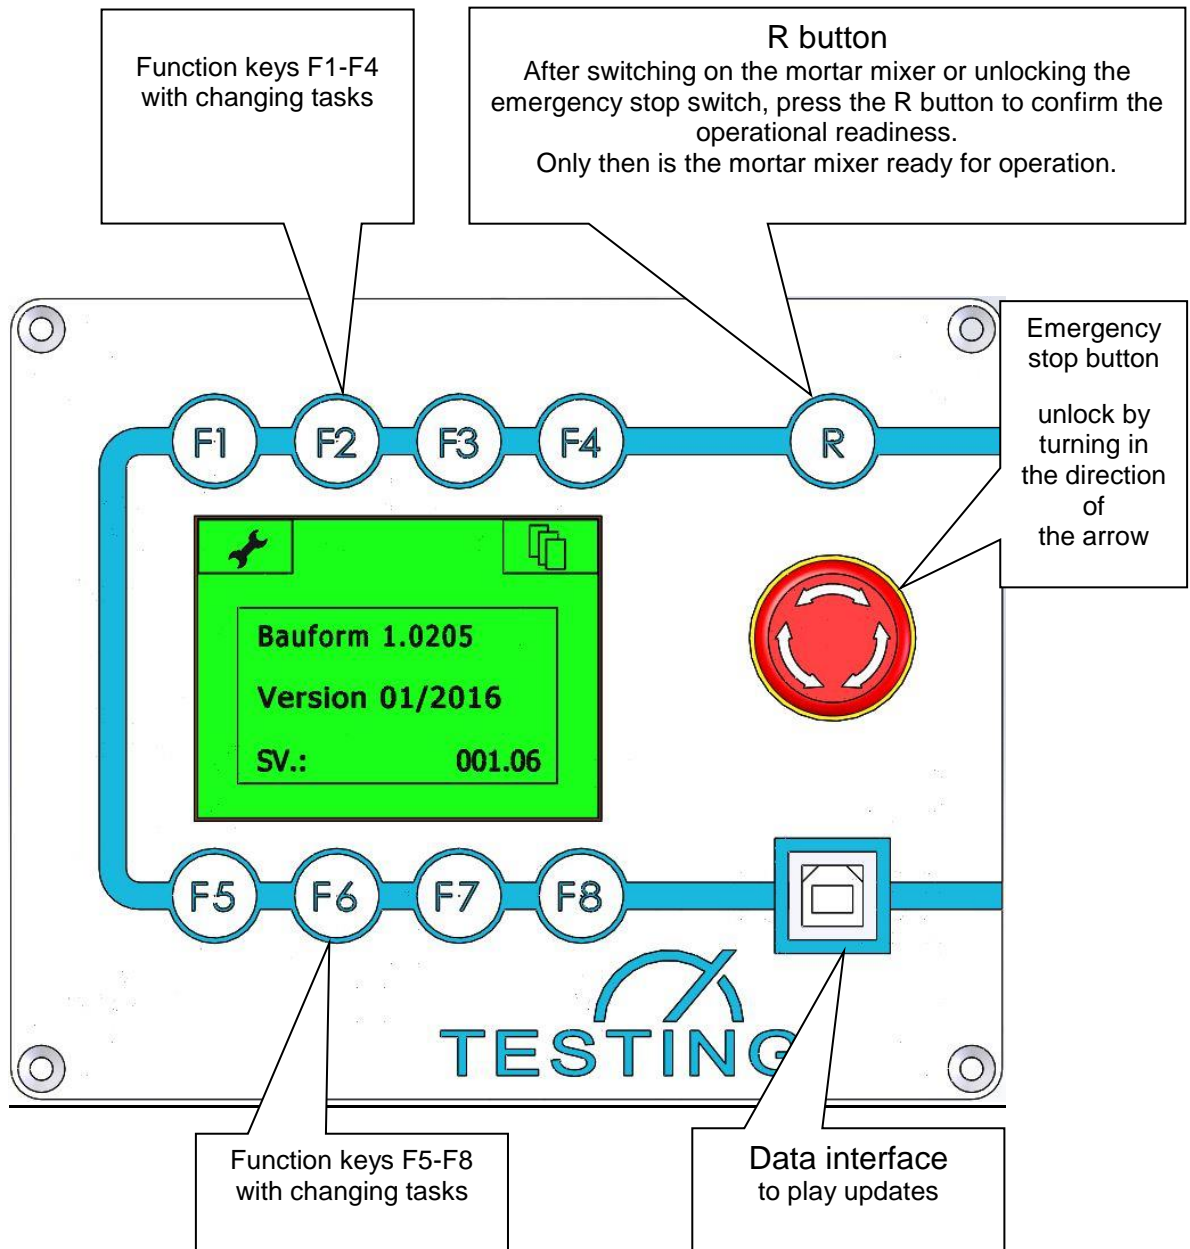 Function keys F1-F4
with changing tasks
R button
After switching on the mortar mixer or unlocking the
emergency stop switch, press the R button to confirm the
operational readiness.
Only then is the mortar mixer ready for operation.
Emergency
stop button
unlock by
turning in
the direction
of
the arrow
F1 F2 F3 F4 R
Bauform 1.0205
Version 01/2016
SV.: 001.06
F5 F6 F7 F8
TESTING
Function keys F5-F8
with changing tasks
Data interface
to play updates